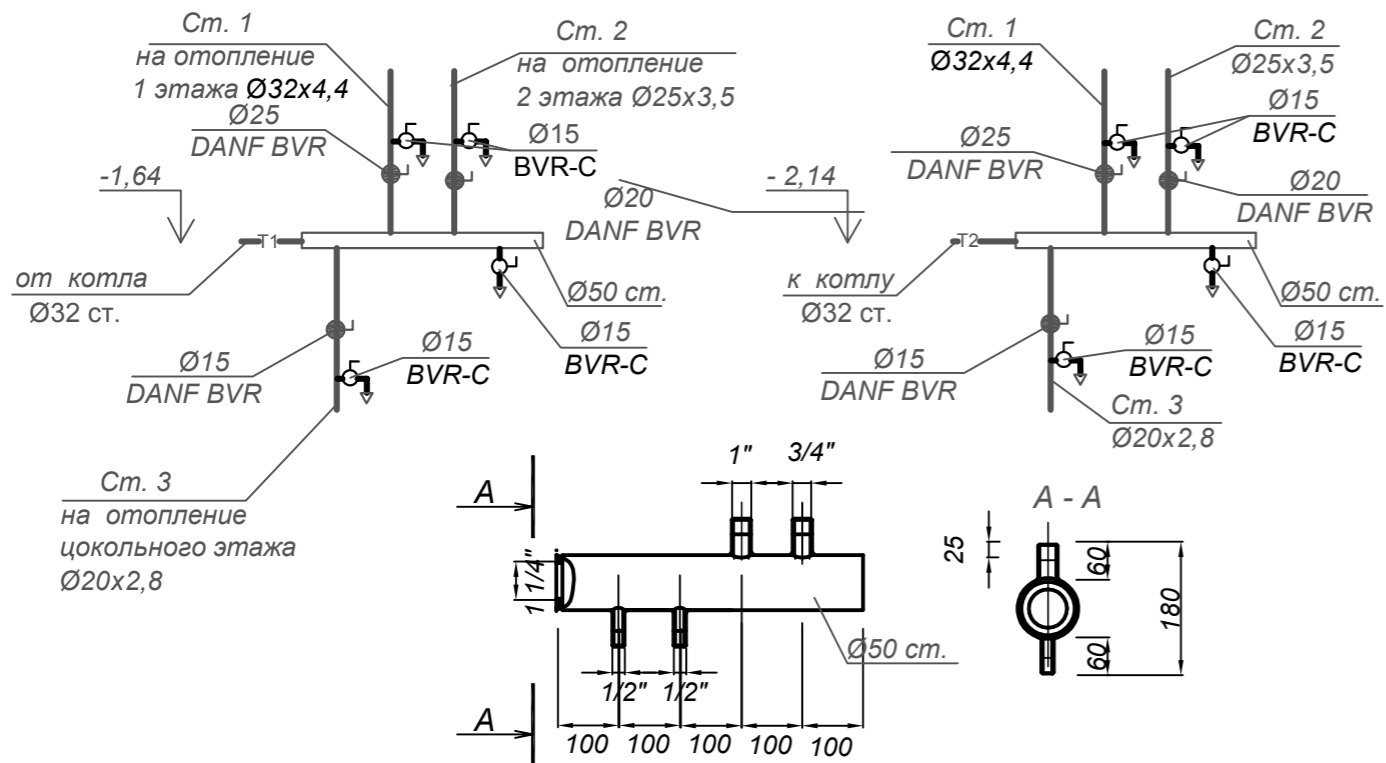 Ст. 1
на отопление
1 этажа Ø32x4,4
Ст. 2
на отопление
2 этажа Ø25x3,5
Ø25
DANF BVR
Ø15
BVR-C
-1,64
Ø20
DANF BVR
T1
от котла
Ø32 ст.
Ø50 ст.
Ø15
DANF BVR
Ø15
BVR-C
Ø15
BVR-C
Ст. 3
на отопление
цокольного этажа
Ø20x2,8
Ст. 1
Ø32x4,4
Ст. 2
Ø25x3,5
Ø15
BVR-C
Ø25
DANF BVR
- 2,14
Ø20
DANF BVR
T2
к котлу
Ø32 ст.
Ø50 ст.
Ø15
DANF BVR
Ø15
BVR-C
Ø15
BVR-C
Ст. 3
Ø20x2,8
1"
3/4"
A
1 1/4"
Ø50 ст.
1/2"
1/2"
A
100
100
100
100
100
A - A
25
60
180
60